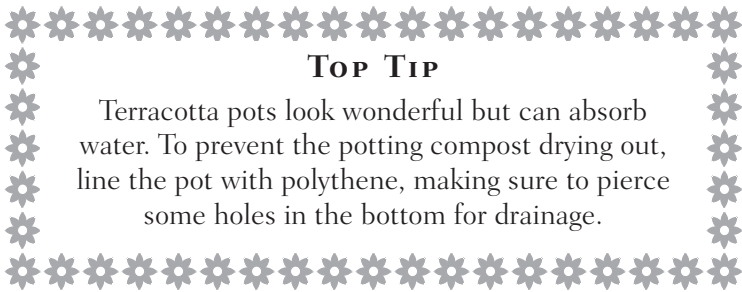 Top Tip
Terracotta pots look wonderful but can absorb
water. To prevent the potting compost drying out,
line the pot with polythene, making sure to pierce
some holes in the bottom for drainage.